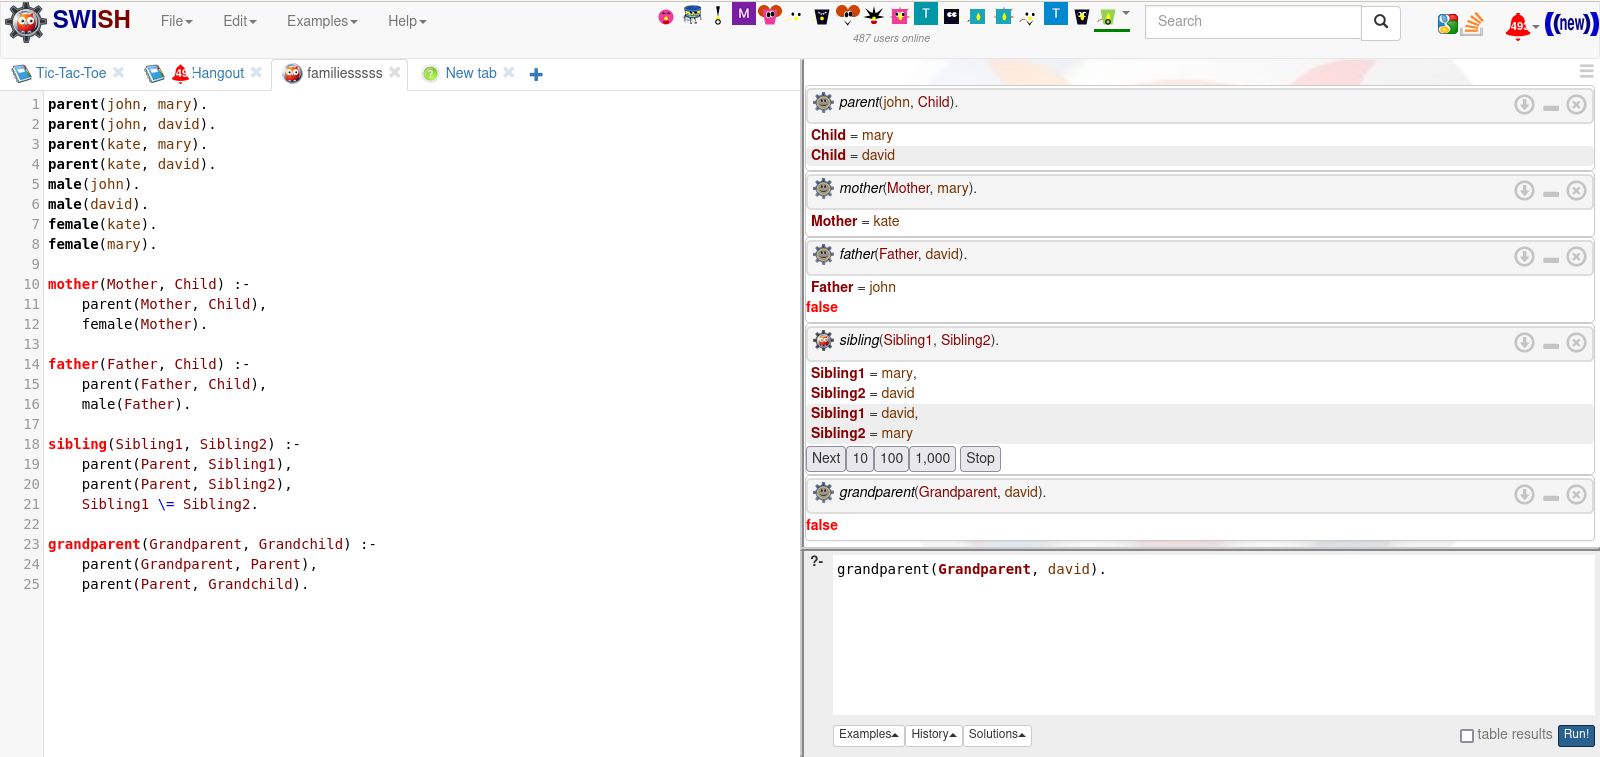 SWISH File Edit Examples Help M T T Search 493 ((new))
487 users online
Tic-Tac-Toe Hangout familiesssss New tab
1 parent(john, mary).
2 parent(john, david).
3 parent(kate, mary).
4 parent(kate, david).
5 male(john).
6 male(david).
7 female(kate).
8 female(mary).
9
10 mother(Mother, Child) :-
11 parent(Mother, Child),
12 female(Mother).
13
14 father(Father, Child) :-
15 parent(Father, Child),
16 male(Father).
17
18 sibling(Sibling1, Sibling2) :-
19 parent(Parent, Sibling1),
20 parent(Parent, Sibling2),
21 Sibling1 \= Sibling2.
22
23 grandparent(Grandparent, Grandchild) :-
24 parent(Grandparent, Parent),
25 parent(Parent, Grandchild).
parent(john, Child).
Child = mary
Child = david
mother(Mother, mary).
Mother = kate
father(Father, david).
Father = john
false
sibling(Sibling1, Sibling2).
Sibling1 = mary,
Sibling2 = david
Sibling1 = david,
Sibling2 = mary
Next 10 100 1,000 Stop
grandparent(Grandparent, david).
false
?- grandparent(Grandparent, david).
Examples History Solutions table results Run!